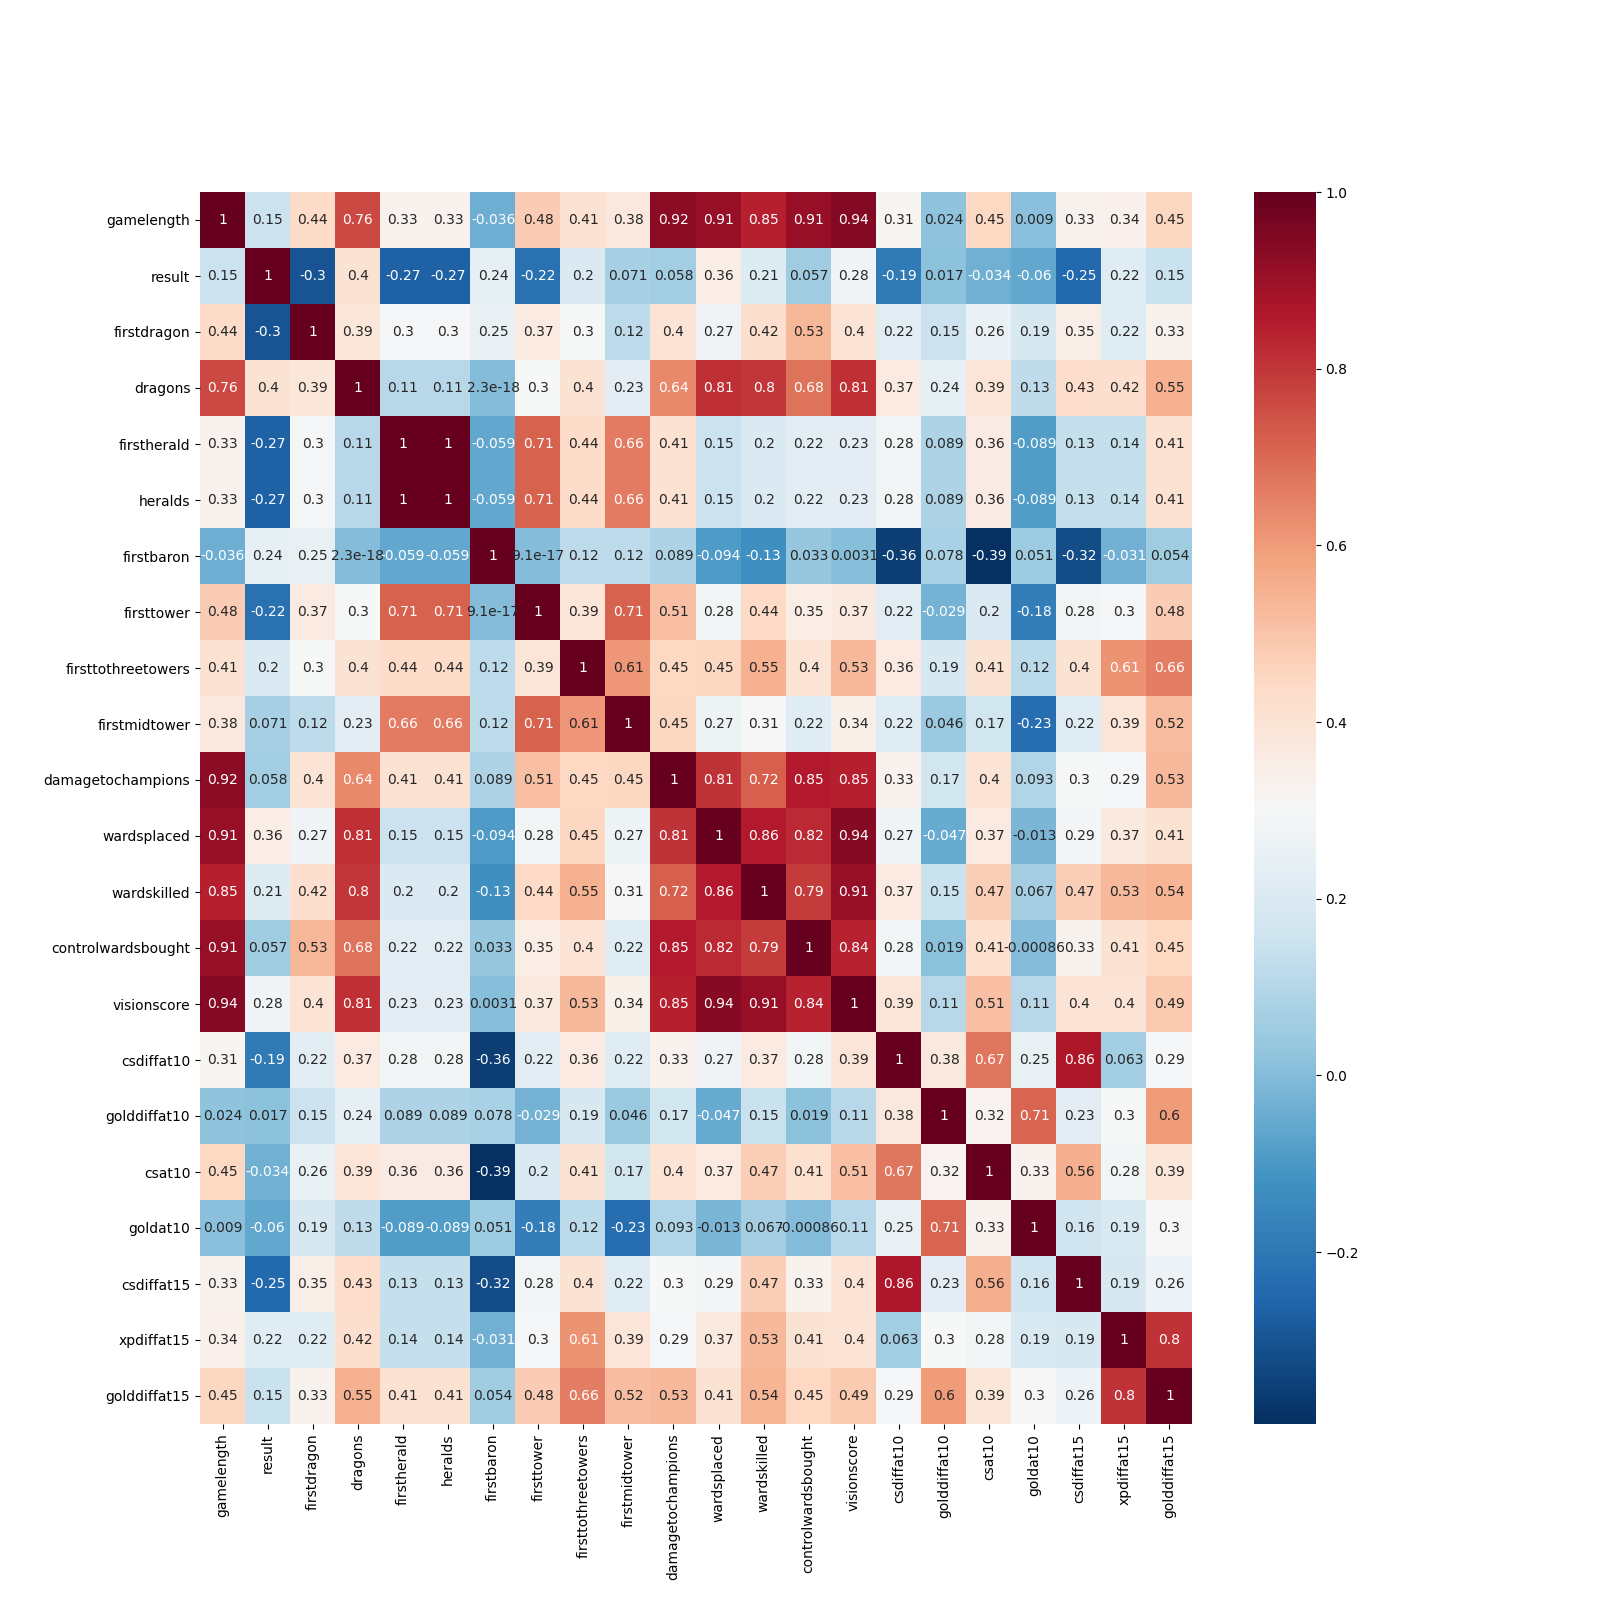 gamelength 1 0.15 0.44 0.76 0.33 0.33 -0.036 0.48 0.41 0.38 0.92 0.91 0.85 0.91 0.94 0.31 0.024 0.45 0.009 0.33 0.34 0.45
result 0.15 1 -0.3 0.4 -0.27 -0.27 0.24 -0.22 0.2 0.071 0.058 0.36 0.21 0.057 0.28 -0.19 0.017 -0.034 -0.06 -0.25 0.22 0.15
firstdragon 0.44 -0.3 1 0.39 0.3 0.3 0.25 0.37 0.3 0.12 0.4 0.27 0.42 0.53 0.4 0.22 0.15 0.26 0.19 0.35 0.22 0.33
dragons 0.76 0.4 0.39 1 0.11 0.11 2.3e-18 0.3 0.4 0.23 0.64 0.81 0.8 0.68 0.81 0.37 0.24 0.39 0.13 0.43 0.42 0.55
firstherald 0.33 -0.27 0.3 0.11 1 1 -0.059 0.71 0.44 0.66 0.41 0.15 0.2 0.22 0.23 0.28 0.089 0.36 -0.089 0.13 0.14 0.41
heralds 0.33 -0.27 0.3 0.11 1 1 -0.059 0.71 0.44 0.66 0.41 0.15 0.2 0.22 0.23 0.28 0.089 0.36 -0.089 0.13 0.14 0.41
firstbaron -0.036 0.24 0.25 2.3e-18 -0.059 -0.059 1 9.1e-17 0.12 0.12 0.089 -0.094 -0.13 0.033 0.0031 -0.36 0.078 -0.39 0.051 -0.32 -0.031 0.054
firsttower 0.48 -0.22 0.37 0.3 0.71 0.71 9.1e-17 1 0.39 0.71 0.51 0.28 0.44 0.35 0.37 0.22 -0.029 0.2 -0.18 0.28 0.3 0.48
firsttothreetowers 0.41 0.2 0.3 0.4 0.44 0.44 0.12 0.39 1 0.61 0.45 0.45 0.55 0.4 0.53 0.36 0.19 0.41 0.12 0.4 0.61 0.66
firstmidtower 0.38 0.071 0.12 0.23 0.66 0.66 0.12 0.71 0.61 1 0.45 0.27 0.31 0.22 0.34 0.22 0.046 0.17 -0.23 0.22 0.39 0.52
damagetochampions 0.92 0.058 0.4 0.64 0.41 0.41 0.089 0.51 0.45 0.45 1 0.81 0.72 0.85 0.85 0.33 0.17 0.4 0.093 0.3 0.29 0.53
wardsplaced 0.91 0.36 0.27 0.81 0.15 0.15 -0.094 0.28 0.45 0.27 0.81 1 0.86 0.82 0.94 0.27 -0.047 0.37 -0.013 0.29 0.37 0.41
wardskilled 0.85 0.21 0.42 0.8 0.2 0.2 -0.13 0.44 0.55 0.31 0.72 0.86 1 0.79 0.91 0.37 0.15 0.47 0.067 0.47 0.53 0.54
controlwardsbought 0.91 0.057 0.53 0.68 0.22 0.22 0.033 0.35 0.4 0.22 0.85 0.82 0.79 1 0.84 0.28 0.019 0.41 -0.00086 0.33 0.41 0.45
visionscore 0.94 0.28 0.4 0.81 0.23 0.23 0.0031 0.37 0.53 0.34 0.85 0.94 0.91 0.84 1 0.39 0.11 0.51 0.11 0.4 0.4 0.49
csdiffat10 0.31 -0.19 0.22 0.37 0.28 0.28 -0.36 0.22 0.36 0.22 0.33 0.27 0.37 0.28 0.39 1 0.38 0.67 0.25 0.86 0.063 0.29
golddiffat10 0.024 0.017 0.15 0.24 0.089 0.089 0.078 -0.029 0.19 0.046 0.17 -0.047 0.15 0.019 0.11 0.38 1 0.32 0.71 0.23 0.3 0.6
csat10 0.45 -0.034 0.26 0.39 0.36 0.36 -0.39 0.2 0.41 0.17 0.4 0.37 0.47 0.41 0.51 0.67 0.32 1 0.33 0.56 0.28 0.39
goldat10 0.009 -0.06 0.19 0.13 -0.089 -0.089 0.051 -0.18 0.12 -0.23 0.093 -0.013 0.067 -0.00086 0.11 0.25 0.71 0.33 1 0.16 0.19 0.3
csdiffat15 0.33 -0.25 0.35 0.43 0.13 0.13 -0.32 0.28 0.4 0.22 0.3 0.29 0.47 0.33 0.4 0.86 0.23 0.56 0.16 1 0.19 0.26
xpdiffat15 0.34 0.22 0.22 0.42 0.14 0.14 -0.031 0.3 0.61 0.39 0.29 0.37 0.53 0.41 0.4 0.063 0.3 0.28 0.19 0.19 1 0.8
golddiffat15 0.45 0.15 0.33 0.55 0.41 0.41 0.054 0.48 0.66 0.52 0.53 0.41 0.54 0.45 0.49 0.29 0.6 0.39 0.3 0.26 0.8 1
gamelength
result
firstdragon
dragons
firstherald
heralds
firstbaron
firsttower
firsttothreetowers
firstmidtower
damagetochampions
wardsplaced
wardskilled
controlwardsbought
visionscore
csdiffat10
golddiffat10
csat10
goldat10
csdiffat15
xpdiffat15
golddiffat15
1.0
0.8
0.6
0.4
0.2
0.0
−0.2